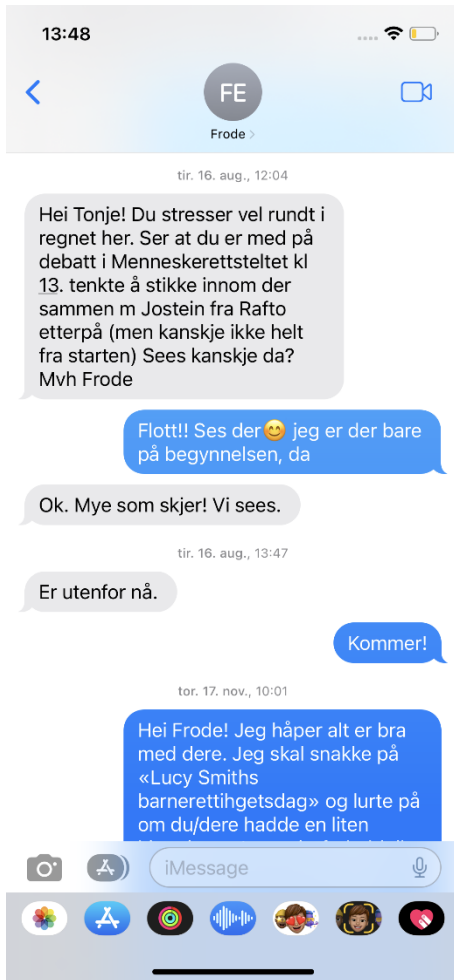 13:48
FE
Frode
tir. 16. aug., 12:04
Hei Tonje! Du stresser vel rundt i
regnet her. Ser at du er med på
debatt i Menneskerettsteltet kl
13. tenkte å stikke innom der
sammen m Jostein fra Rafto
etterpå (men kanskje ikke helt
fra starten) Sees kanskje da?
Mvh Frode
Flott!! Ses der😊 jeg er der bare
på begynnelsen, da
Ok. Mye som skjer! Vi sees.
tir. 16. aug., 13:47
Er utenfor nå.
Kommer!
tor. 17. nov., 10:01
Hei Frode! Jeg håper alt er bra
med dere. Jeg skal snakke på
«Lucy Smiths
barnerettihgetsdag» og lurte på
om du/dere hadde en liten
iMessage